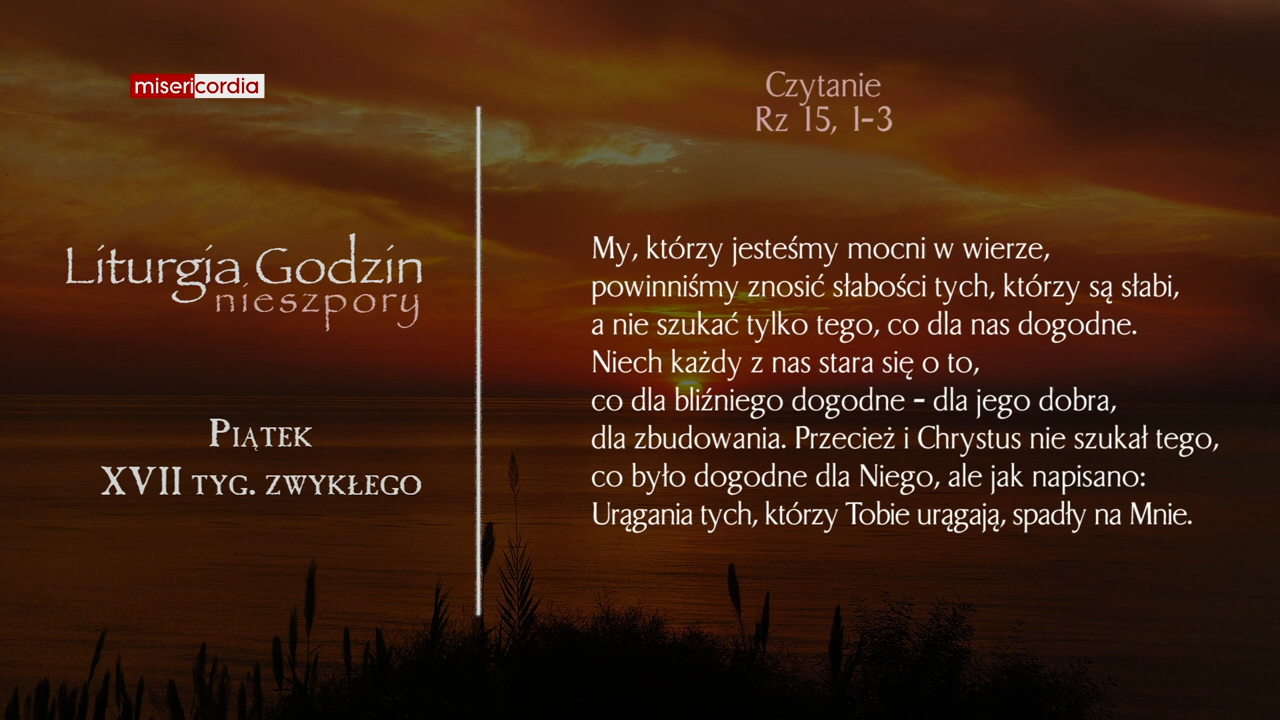 misericordia
Liturgia Godzin
nieszpory
Piątek
XVII tyg. zwykłego
Czytanie
Rz 15, 1-3
My, którzy jesteśmy mocni w wierze,
powinniśmy znosić słabości tych, którzy są słabi,
a nie szukać tylko tego, co dla nas dogodne.
Niech każdy z nas stara się o to,
co dla bliźniego dogodne - dla jego dobra,
dla zbudowania. Przecież i Chrystus nie szukał tego,
co było dogodne dla Niego, ale jak napisano:
Urągania tych, którzy Tobie urągają, spadły na Mnie.